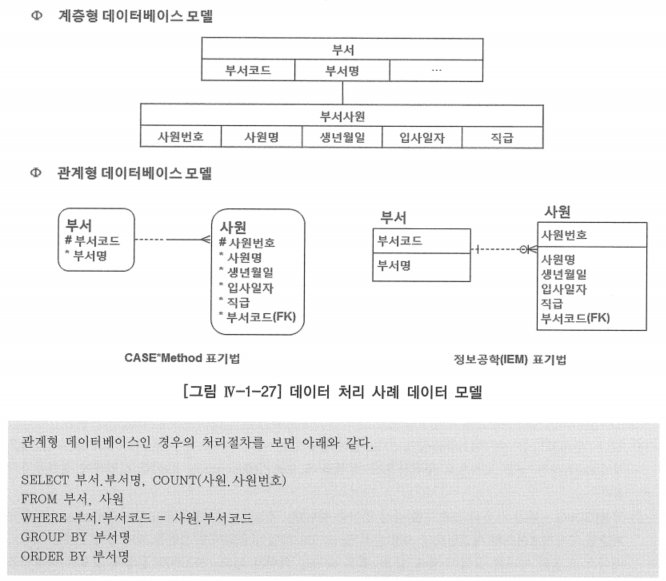 Φ 계층형 데이터베이스 모델
부서
부서코드 부서명 …
부서사원
사원번호 사원명 생년월일 입사일자 직급
Φ 관계형 데이터베이스 모델
부서
# 부서코드
* 부서명
사원
# 사원번호
* 사원명
* 생년월일
* 입사일자
* 직급
* 부서코드(FK)
부서
부서코드
부서명
사원
사원번호
사원명
생년월일
입사일자
직급
부서코드(FK)
CASE*Method 표기법
정보공학(IEM) 표기법
[그림 Ⅳ-1-27] 데이터 처리 사례 데이터 모델
관계형 데이터베이스인 경우의 처리절차를 보면 아래와 같다.
SELECT 부서.부서명, COUNT(사원.사원번호)
FROM 부서, 사원
WHERE 부서.부서코드 = 사원.부서코드
GROUP BY 부서명
ORDER BY 부서명